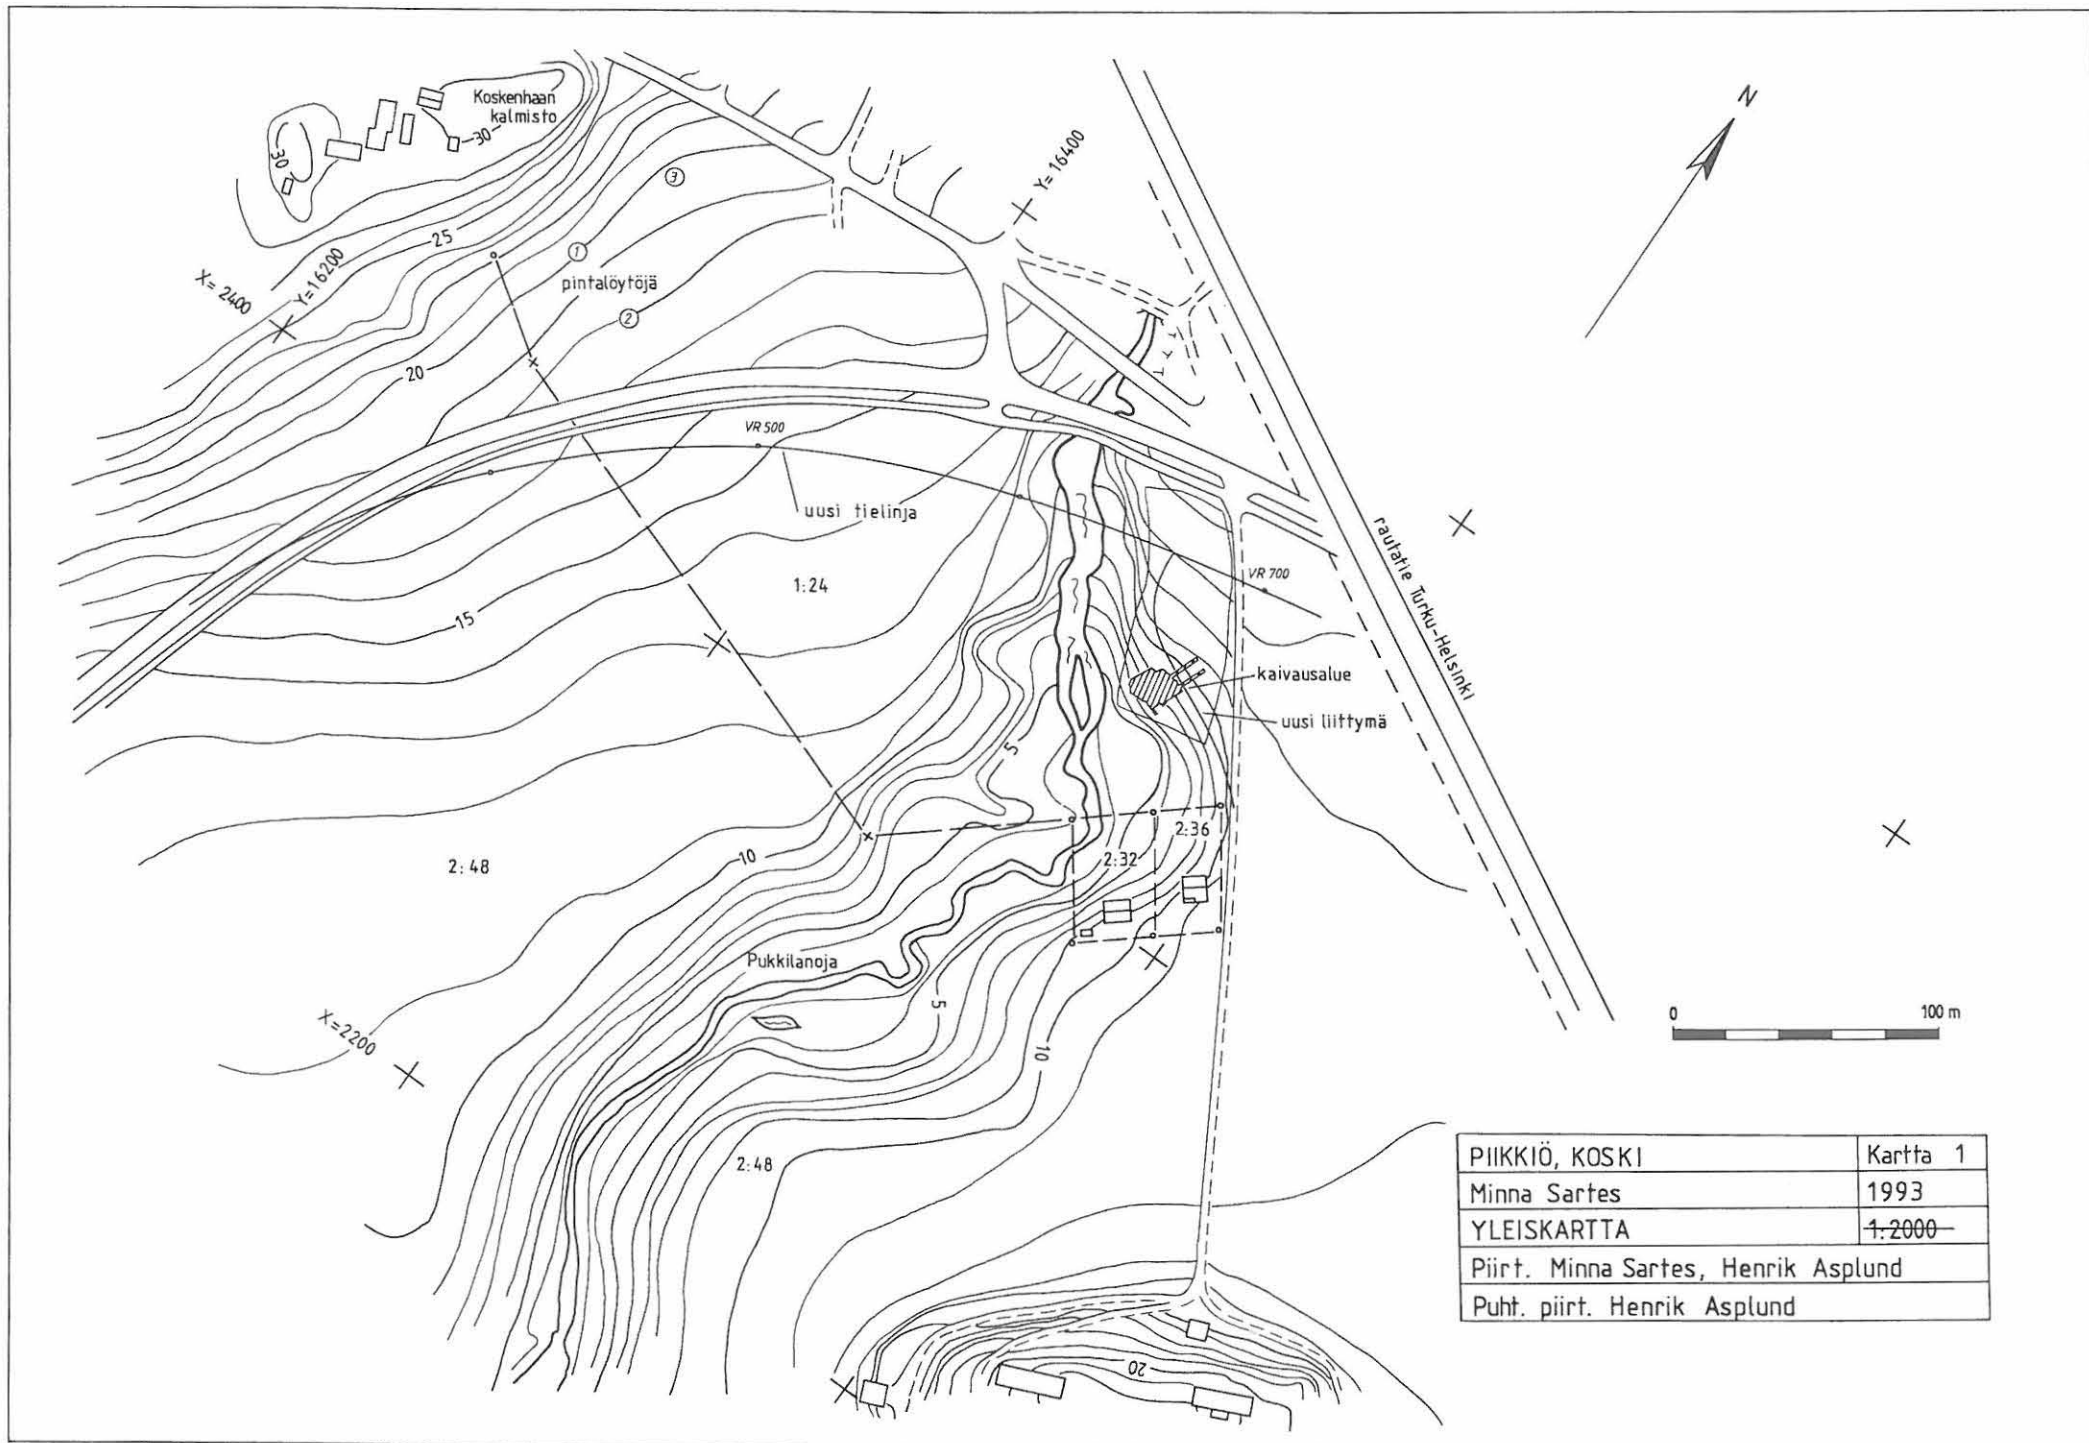 Koskenhaan
kalmisto
30
30
N
Y= 16400
3
25
1
X= 2400
Y=16200
pintalöytöjä
2
20
VR 500
uusi tielinja
rautatie Turku-Helsinki
VR 700
1:24
15
kaivausalue
uusi liittymä
5
2:36
2:32
10
2:48
Pukkilanoja
5
X=2200
10
0 100 m
2:48
20
PIIKKIÖ, KOSKI Kartta 1
Minna Sartes 1993
YLEISKARTTA 1:2000
Piirt. Minna Sartes, Henrik Asplund
Puht. piirt. Henrik Asplund